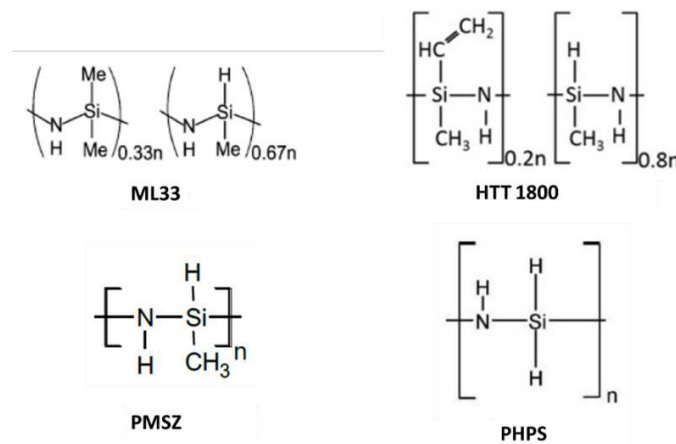 Me H
Si Si
N N
H Me 0.33n H Me 0.67n
ML33
CH₂
HC H
Si N Si N
CH₃ H 0.2n CH₃ H 0.8n
HTT 1800
H
N Si
H CH₃ n
PMSZ
H H
N Si
H n
PHPS